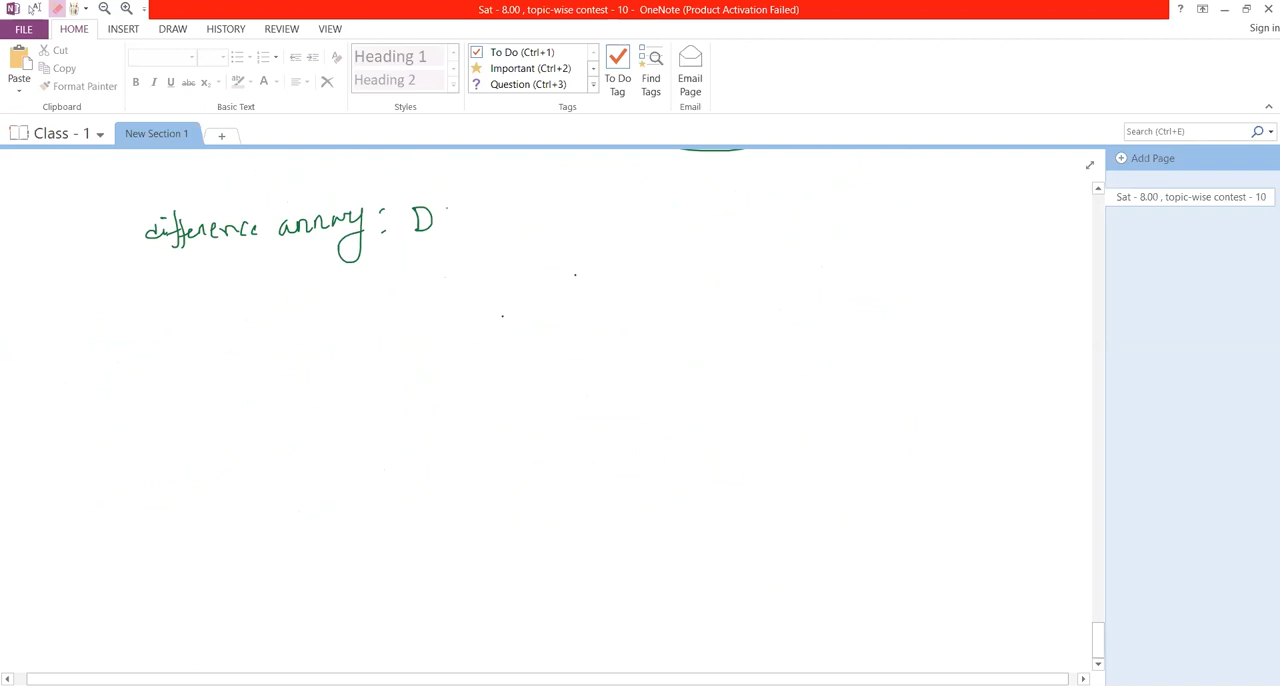 Sat - 8.00 , topic-wise contest - 10 - OneNote (Product Activation Failed)
FILE HOME INSERT DRAW HISTORY REVIEW VIEW
Sign in
Paste
Cut
Copy
Format Painter
Clipboard
B I U abc x₂ A
Basic Text
Heading 1
Heading 2
Styles
To Do (Ctrl+1)
Important (Ctrl+2)
Question (Ctrl+3)
To Do Tag
Find Tags
Tags
Email Page
Email
Class - 1
New Section 1
Search (Ctrl+E)
Add Page
Sat - 8.00 , topic-wise contest - 10
difference array : D